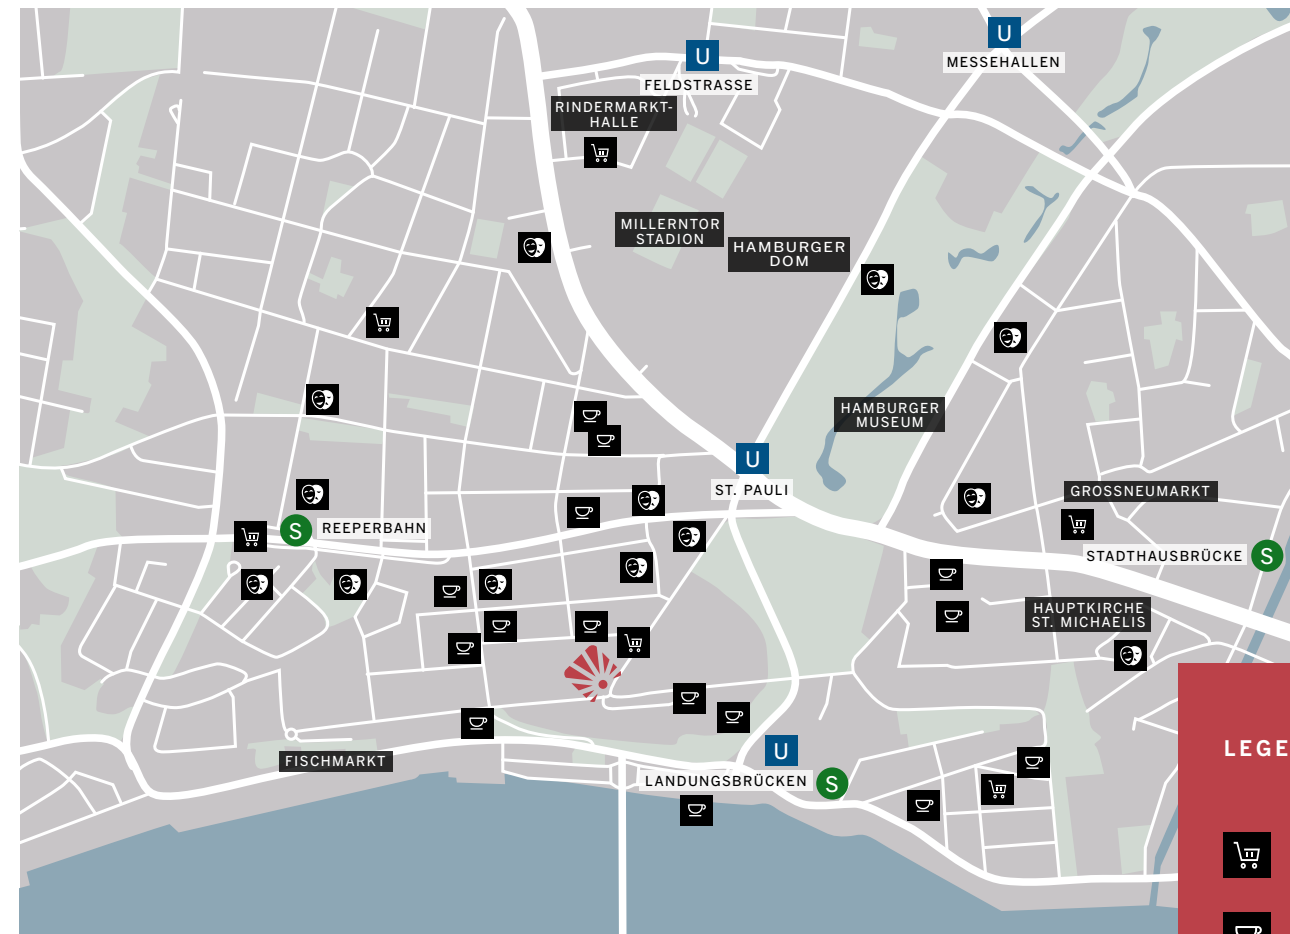 U
MESSEHALLEN
U
FELDSTRASSE
RINDERMARKT-
HALLE
MILLERNTOR
STADION
HAMBURGER
DOM
HAMBURGER
MUSEUM
U
ST. PAULI
GROSSNEUMARKT
S
REEPERBAHN
STADTHAUSBRÜCKE
S
HAUPTKIRCHE
ST. MICHAELIS
FISCHMARKT
U
LANDUNGSBRÜCKEN
S
LEGE